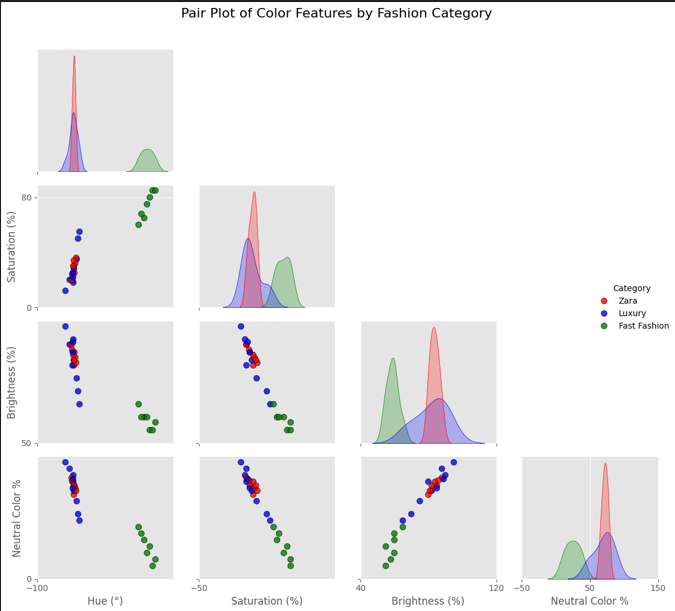 Pair Plot of Color Features by Fashion Category
Saturation (%)
80
0
Category
Zara
Luxury
Fast Fashion
Brightness (%)
50
Neutral Color %
0
-100
-50
40
120
-50
50
150
Hue (°)
Saturation (%)
Brightness (%)
Neutral Color %